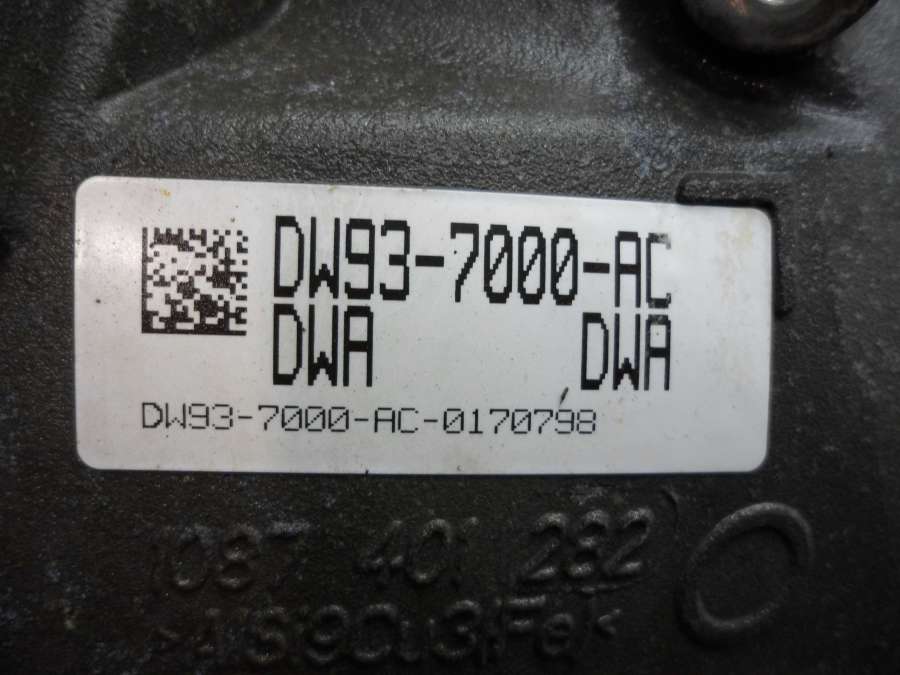 DW93-7000-AC
DWA DWA
DW93-7000-AC-0170798
1087 401 282
>AlSi9Cu3(Fe)<